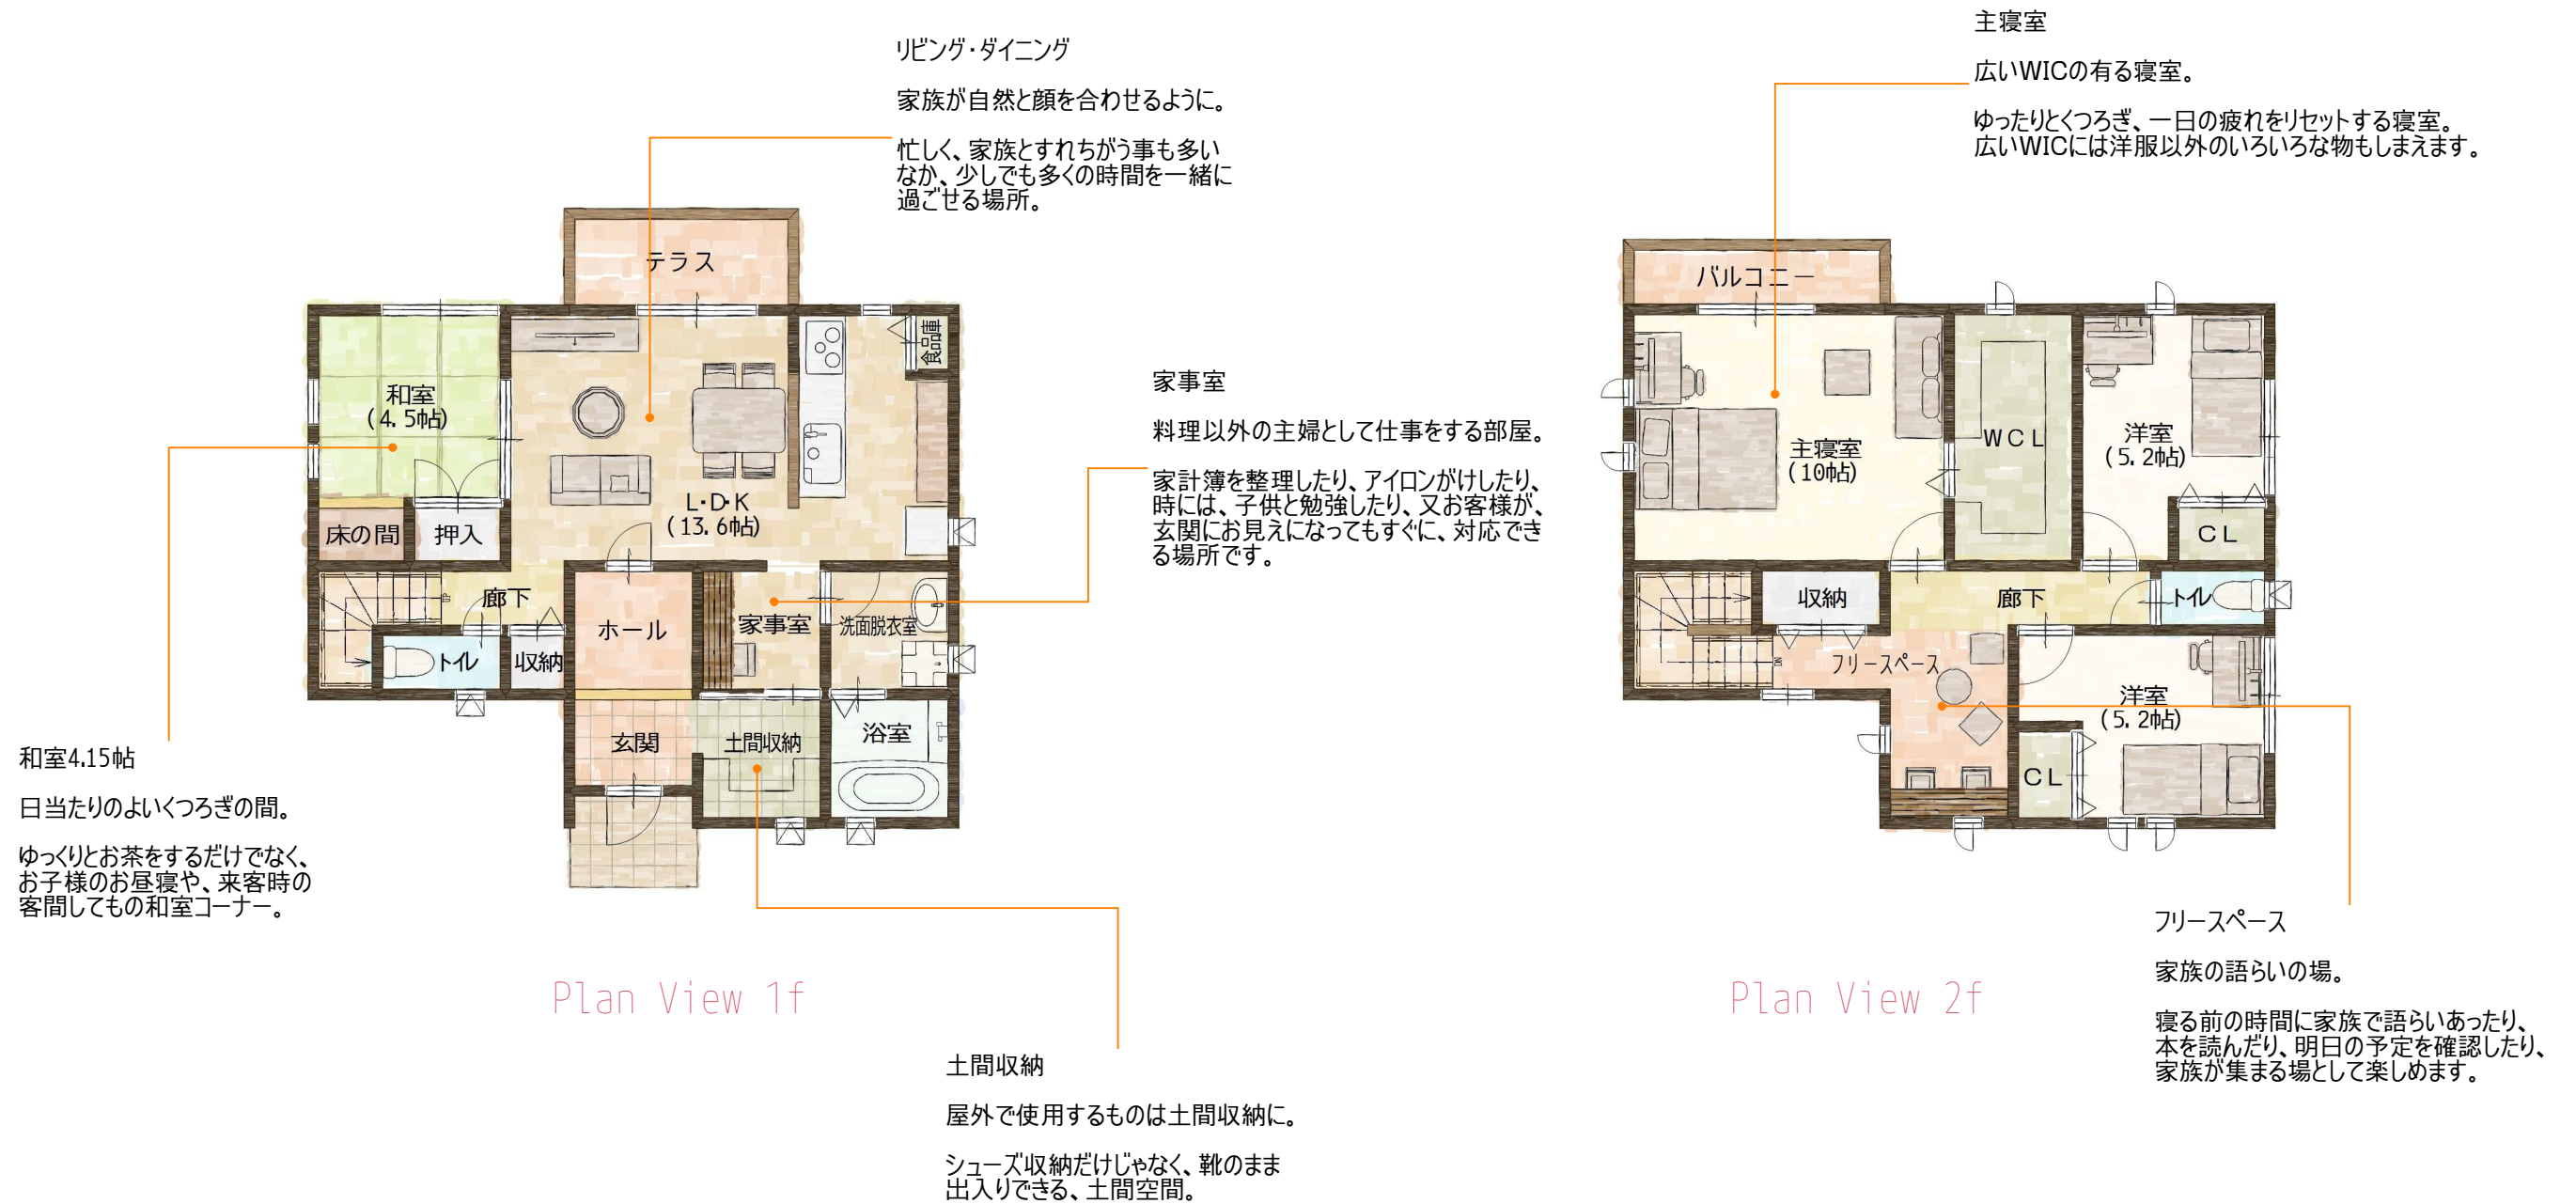 リビング・ダイニング
家族が自然と顔を合わせるように。
忙しく、家族とすれちがう事も多い
なか、少しでも多くの時間を一緒に
過ごせる場所。
テラス
和室
(4.5帖)
食品庫
L・D・K
(13.6帖)
床の間
押入
廊下
UP
ホール
家事室
洗面脱衣室
トイレ
収納
玄関
土間収納
浴室
家事室
料理以外の主婦として仕事をする部屋。
家計簿を整理したり、アイロンがけしたり、
時には、子供と勉強したり、又お客様が、
玄関にお見えになってもすぐに、対応でき
る場所です。
和室4.15帖
日当たりのよいくつろぎの間。
ゆっくりとお茶をするだけでなく、
お子様のお昼寝や、来客時の
客間してもの和室コーナー。
Plan View 1f
土間収納
屋外で使用するものは土間収納に。
シューズ収納だけじゃなく、靴のまま
出入りできる、土間空間。
主寝室
広いWICの有る寝室。
ゆったりとくつろぎ、一日の疲れをリセットする寝室。
広いWICには洋服以外のいろいろな物もしまえます。
バルコニー
主寝室
(10帖)
WCL
洋室
(5.2帖)
CL
収納
廊下
トイレ
フリースペース
DN
洋室
(5.2帖)
CL
Plan View 2f
フリースペース
家族の語らいの場。
寝る前の時間に家族で語らいあったり、
本を読んだり、明日の予定を確認したり、
家族が集まる場として楽しめます。